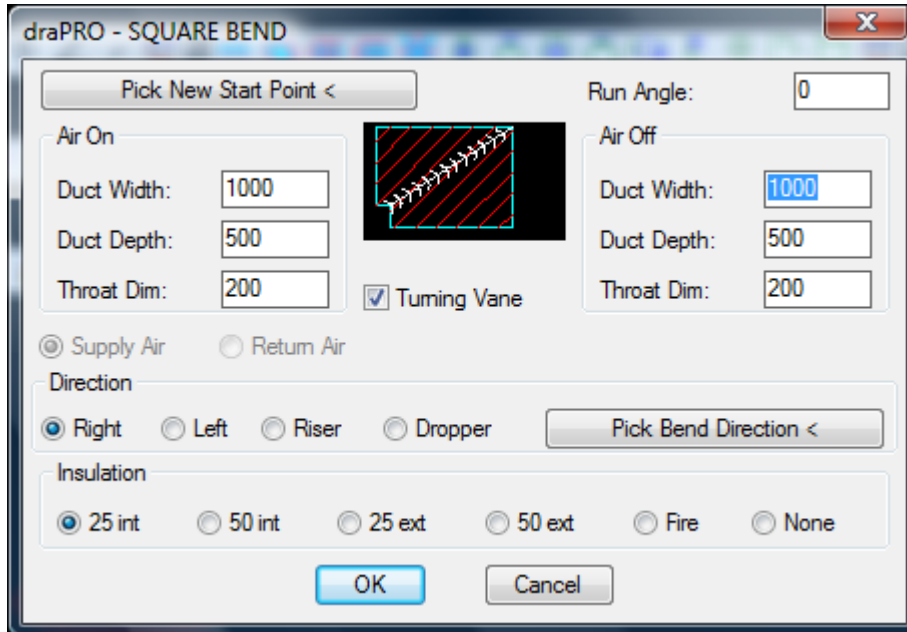 draPRO - SQUARE BEND
Pick New Start Point <
Run Angle: 0
Air On
Duct Width: 1000
Duct Depth: 500
Throat Dim: 200
Turning Vane
Air Off
Duct Width: 1000
Duct Depth: 500
Throat Dim: 200
Supply Air Return Air
Direction
Right Left Riser Dropper Pick Bend Direction <
Insulation
25 int 50 int 25 ext 50 ext Fire None
OK Cancel